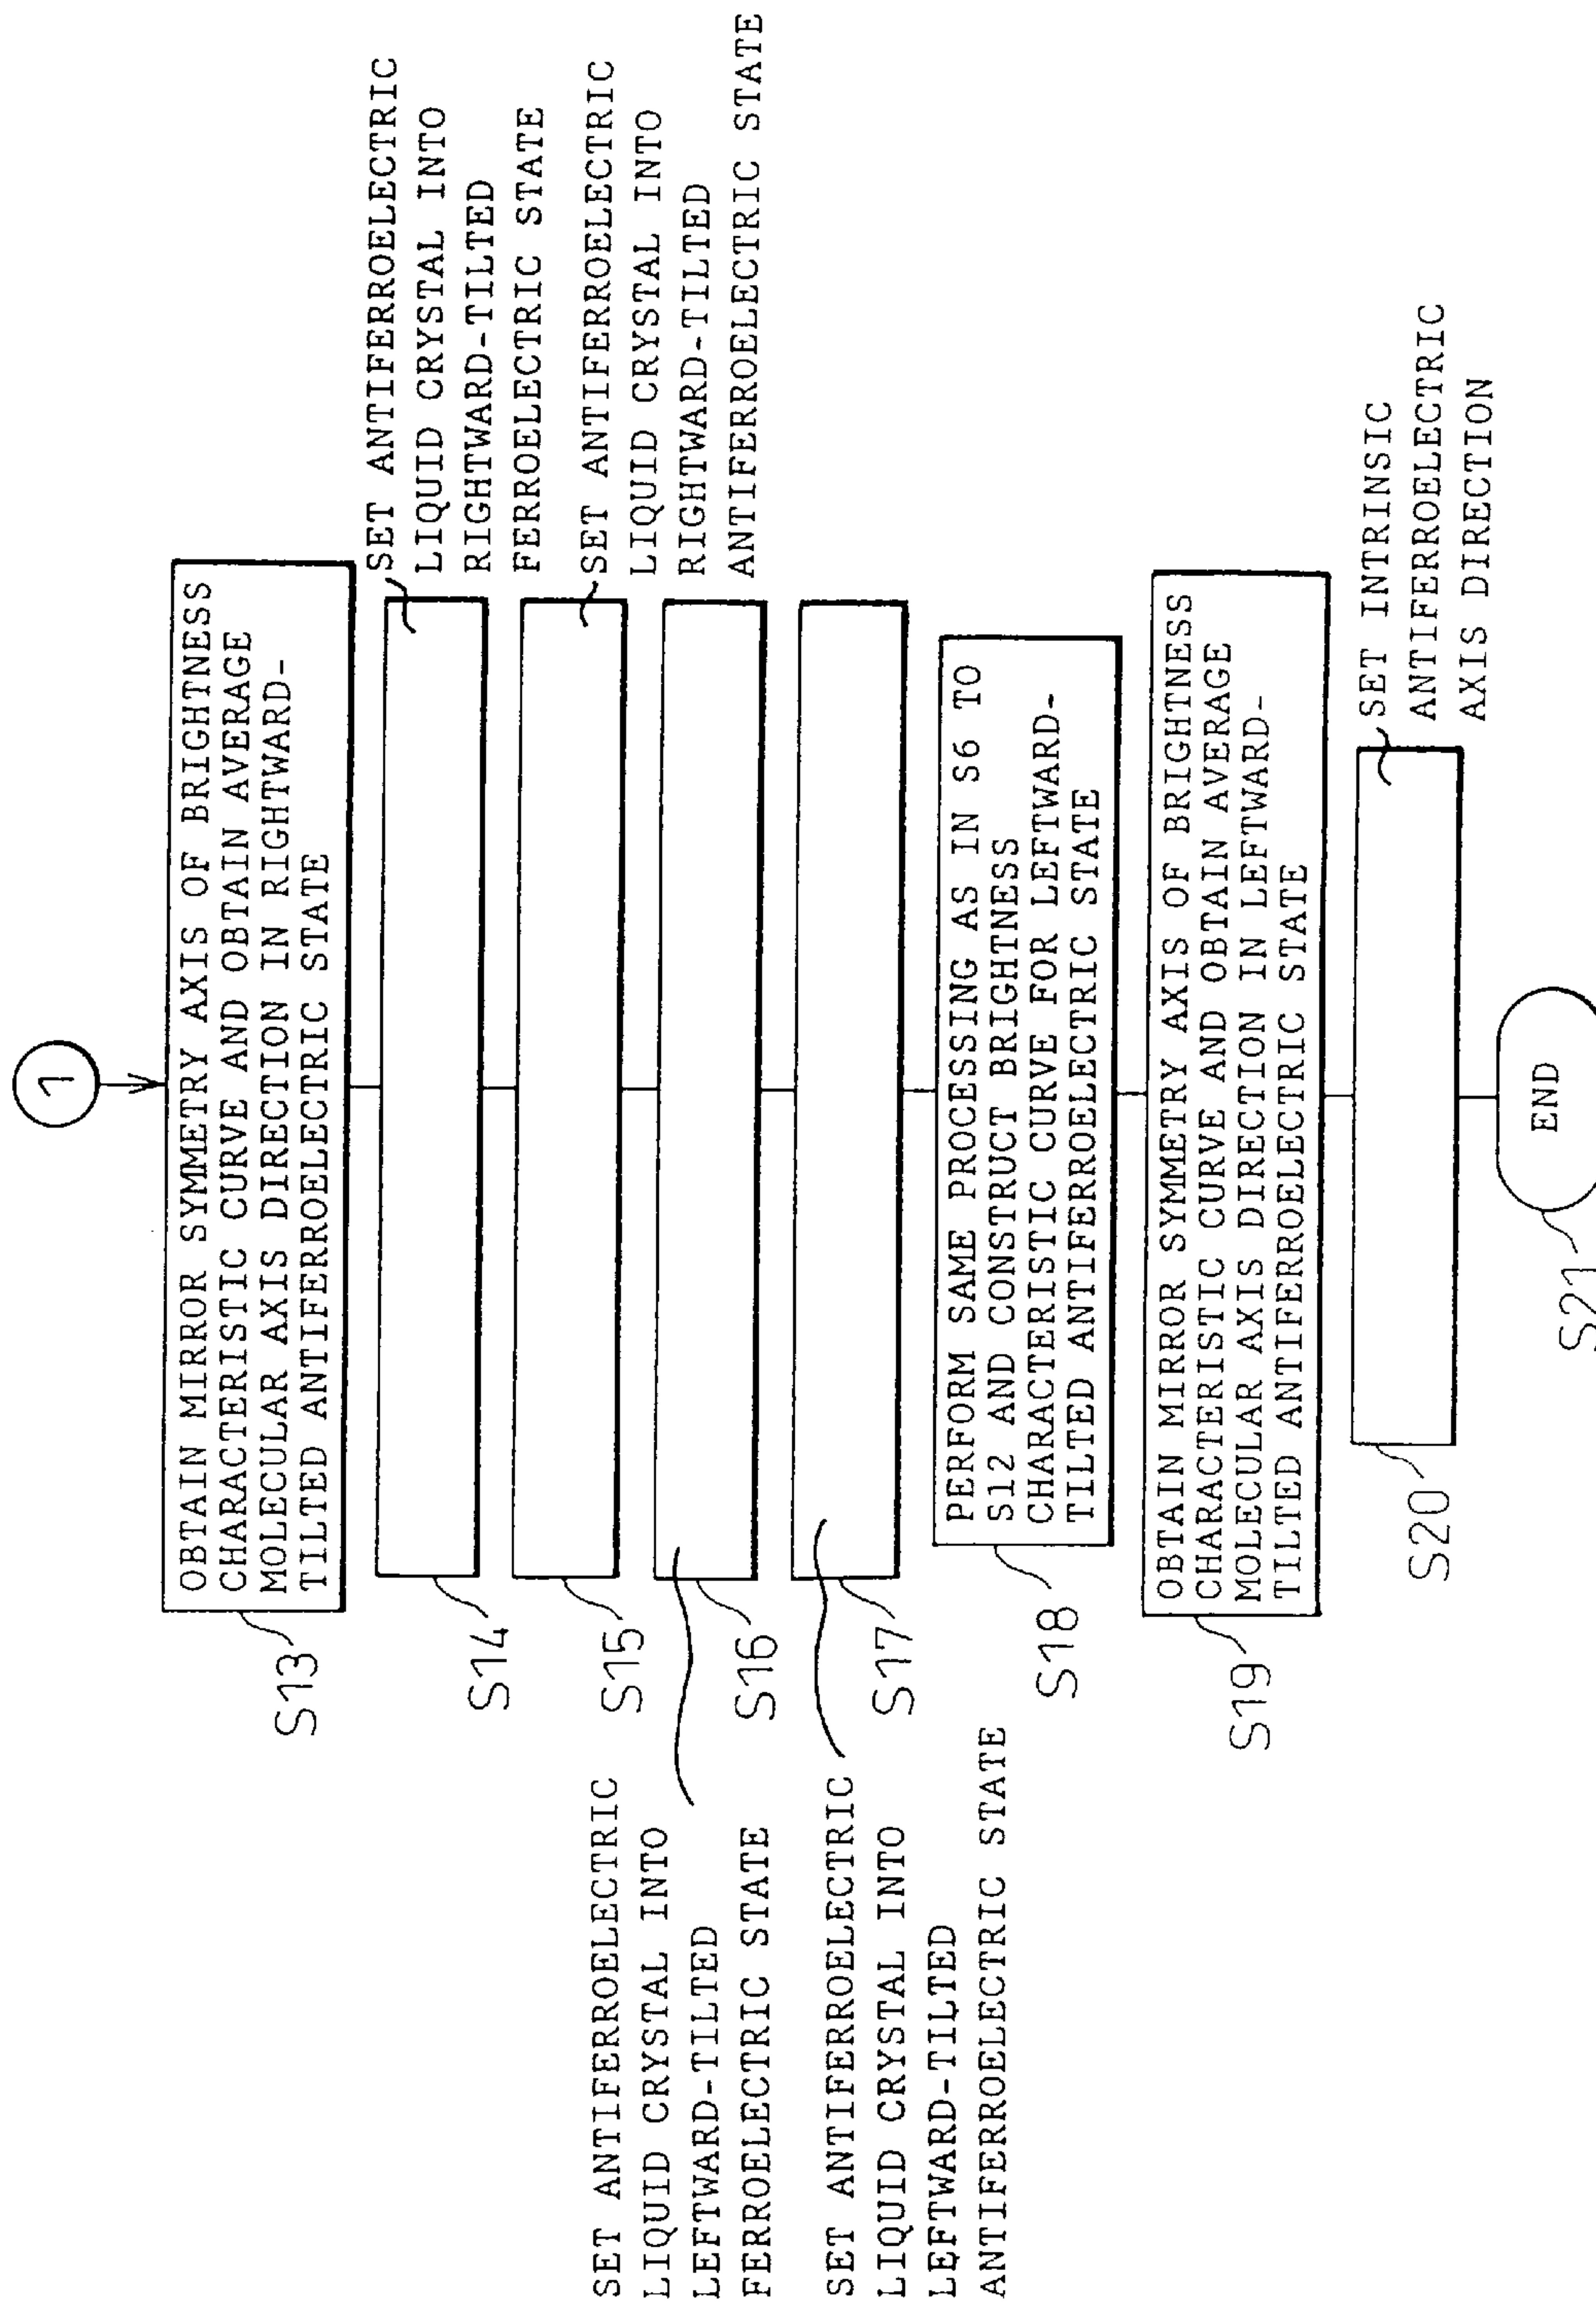 1
OBTAIN MIRROR SYMMETRY AXIS OF BRIGHTNESS
CHARACTERISTIC CURVE AND OBTAIN AVERAGE
MOLECULAR AXIS DIRECTION IN RIGHTWARD-
TILTED ANTIFERROELECTRIC STATE
S13
SET ANTIFERROELECTRIC
LIQUID CRYSTAL INTO
RIGHTWARD-TILTED
FERROELECTRIC STATE
S14
SET ANTIFERROELECTRIC
LIQUID CRYSTAL INTO
RIGHTWARD-TILTED
ANTIFERROELECTRIC STATE
S15
SET ANTIFERROELECTRIC
LIQUID CRYSTAL INTO
LEFTWARD-TILTED
FERROELECTRIC STATE
S16
SET ANTIFERROELECTRIC
LIQUID CRYSTAL INTO
LEFTWARD-TILTED
ANTIFERROELECTRIC STATE
S17
PERFORM SAME PROCESSING AS IN S6 TO
S12 AND CONSTRUCT BRIGHTNESS
CHARACTERISTIC CURVE FOR LEFTWARD-
TILTED ANTIFERROELECTRIC STATE
S18
OBTAIN MIRROR SYMMETRY AXIS OF BRIGHTNESS
CHARACTERISTIC CURVE AND OBTAIN AVERAGE
MOLECULAR AXIS DIRECTION IN LEFTWARD-
TILTED ANTIFERROELECTRIC STATE
S19
SET INTRINSIC
ANTIFERROELECTRIC
AXIS DIRECTION
S20
END
S21